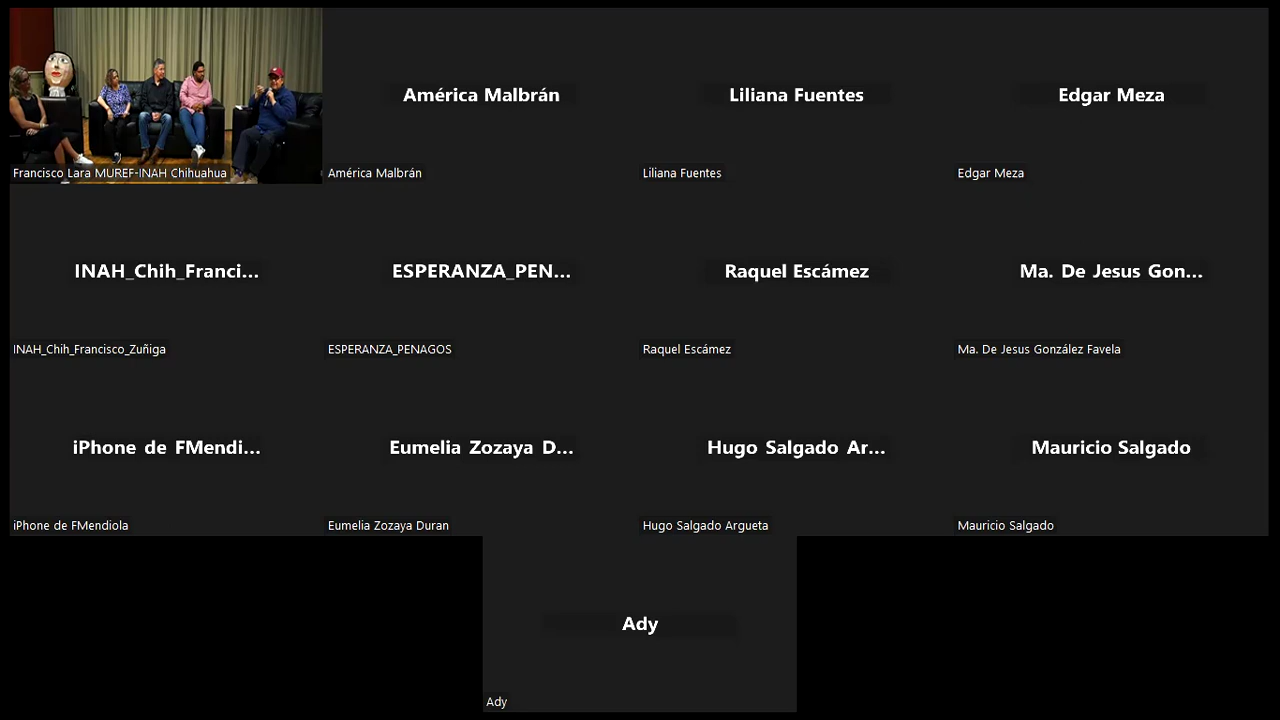 América Malbrán
Liliana Fuentes
Edgar Meza
Francisco Lara MUREF-INAH Chihuahua
América Malbrán
Liliana Fuentes
Edgar Meza
INAH_Chih_Franci...
ESPERANZA_PEN...
Raquel Escámez
Ma. De Jesus Gon...
INAH_Chih_Francisco_Zuñiga
ESPERANZA_PENAGOS
Raquel Escámez
Ma. De Jesus González Favela
iPhone de FMendi...
Eumelia Zozaya D...
Hugo Salgado Ar...
Mauricio Salgado
iPhone de FMendiola
Eumelia Zozaya Duran
Hugo Salgado Argueta
Mauricio Salgado
Ady
Ady